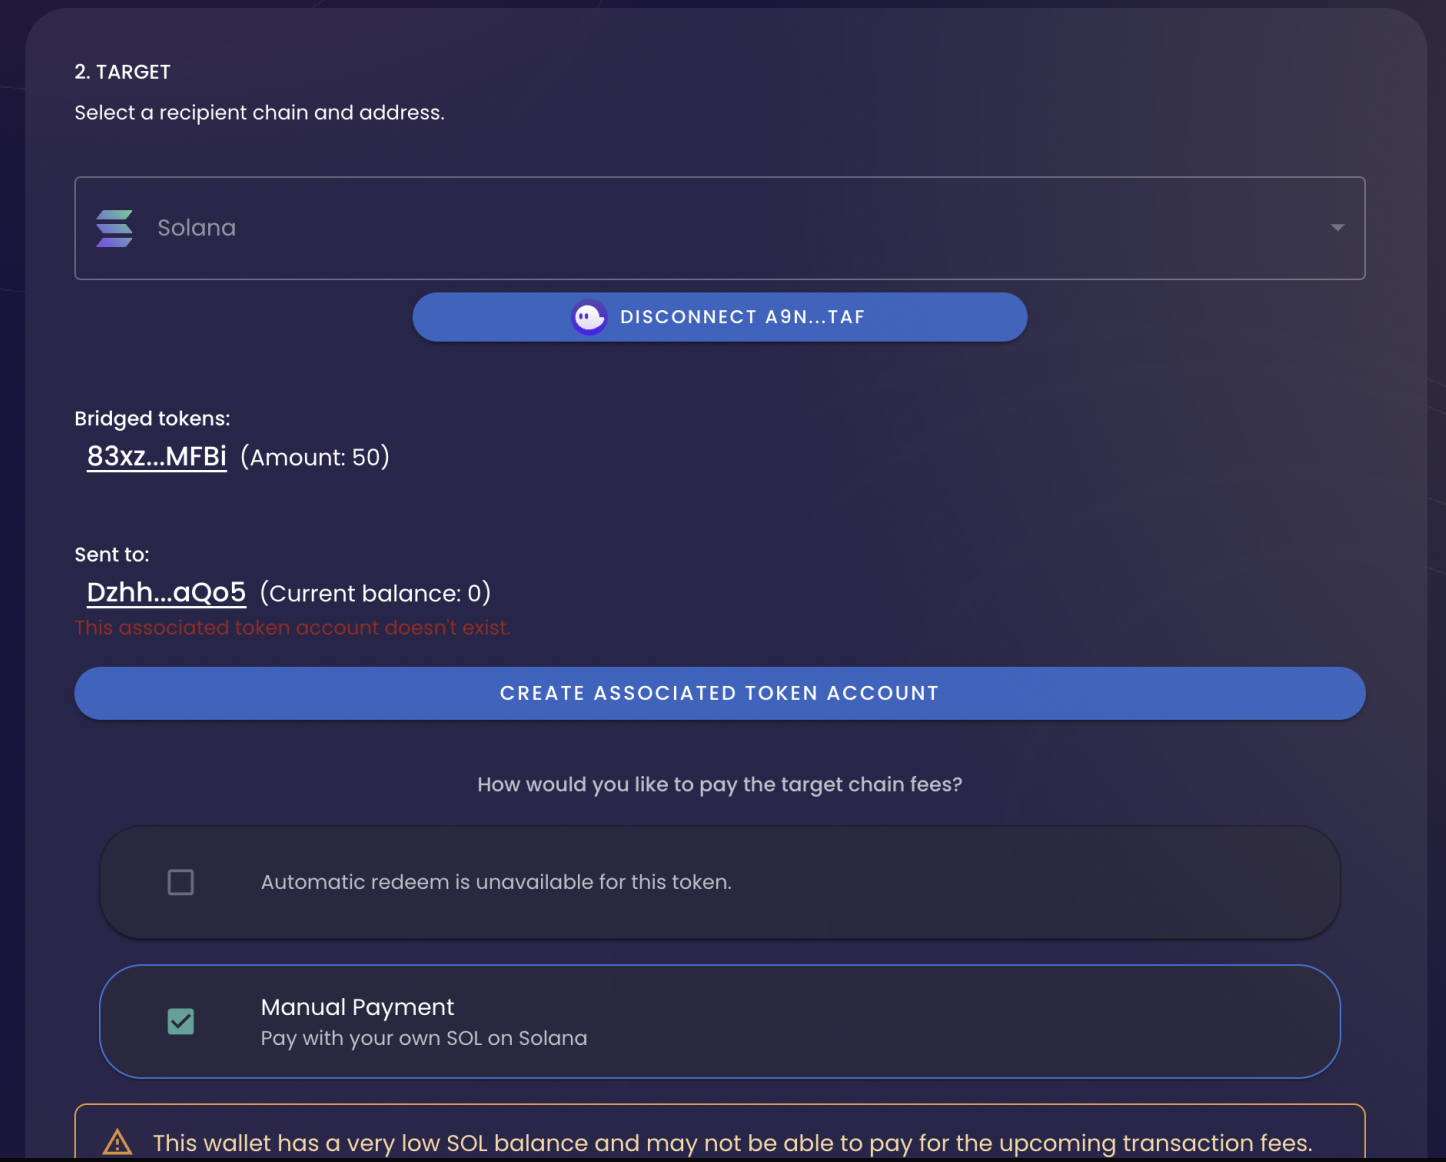 2. TARGET
Select a recipient chain and address.
Solana
DISCONNECT A9N...TAF
Bridged tokens:
83xz...MFBi (Amount: 50)
Sent to:
Dzhh...aQo5 (Current balance: 0)
This associated token account doesn't exist.
CREATE ASSOCIATED TOKEN ACCOUNT
How would you like to pay the target chain fees?
Automatic redeem is unavailable for this token.
Manual Payment
Pay with your own SOL on Solana
This wallet has a very low SOL balance and may not be able to pay for the upcoming transaction fees.